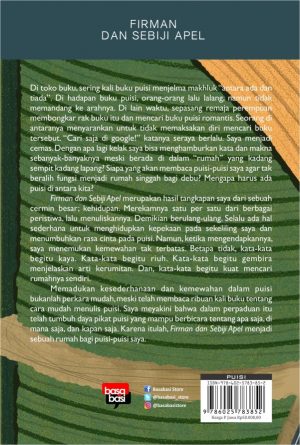 FIRMAN
DAN SEBIJI APEL
Di toko buku, sering kali buku puisi menjelma makhluk "antara ada dan
tiada". Di hadapan buku puisi, orang-orang lalu lalang, namun tidak
memandang ke arahnya. Di lain waktu, sepasang remaja perempuan
membongkar rak buku itu dan mencari buku puisi romantis. Seorang di
antaranya menyarankan untuk tidak memaksakan diri mencari buku
tersebut. "Cari saja di google!" katanya seraya berlalu. Saya menjadi
cemas. Dengan apa lagi kelak saya bisa menghamburkan kata dan makna
sebanyak-banyaknya meski berada di dalam "rumah" yang kadang
sempit kadang lapang? Siapa yang akan membaca puisi-puisi saya agar tak
beralih fungsi menjadi rumah singgah bagi debu? Mengapa harus ada
puisi di antara kita?
Firman dan Sebiji Apel merupakan hasil tangkapan saya dari sebuah
cermin besar; kehidupan. Merekamnya satu per satu dari berbagai
peristiwa, lalu menuliskannya. Demikian berulang-ulang. Selalu ada hal
sederhana untuk menghidupkan kepekaan pada sekeliling saya dan
menumbuhkan rasa cinta pada puisi. Namun, ketika mengendapkannya,
saya menemukan kemewahan tak terbatas. Betapa tidak, kata-kata
begitu kaya. Kata-kata begitu riuh. Kata-kata begitu gembira
menjelaskan arti kerumitan. Dan, kata-kata begitu kuat mencari
rumahnya sendiri.
Memadukan kesederhanaan dan kemewahan dalam puisi
bukanlah perkara mudah, meski telah membaca ribuan kali buku tentang
cara mudah menulis puisi. Saya meyakini bahwa dalam perpaduan itu
telah tumbuh daya pikat puisi yang mampu berbicara tentang apa saja, di
mana saja, dan kapan saja. Karena itulah, Firman dan Sebiji Apel menjadi
sebuah rumah bagi puisi-puisi saya.
basa
basi
Basabasi Store
@basabasi_store
@basabasistore
PUISI
ISBN 978-602-5783-85-2
9 786025 783852